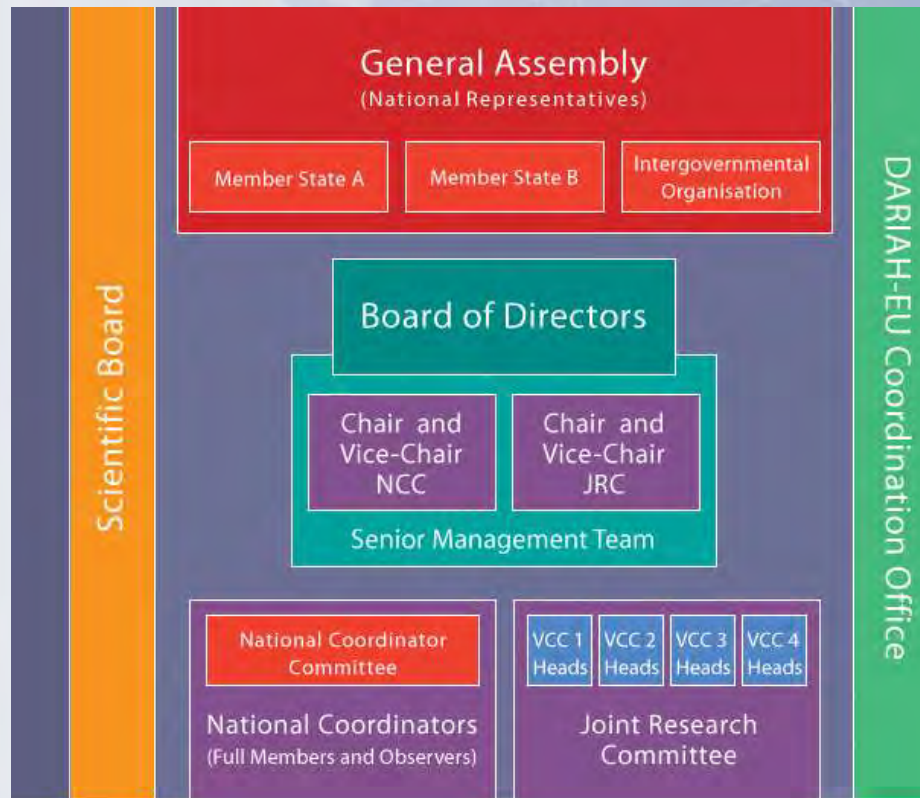 Scientific Board
General Assembly
(National Representatives)
Member State A
Member State B
Intergovernmental
Organisation
Board of Directors
Chair and
Vice-Chair
NCC
Chair and
Vice-Chair
JRC
Senior Management Team
National Coordinator
Committee
National Coordinators
(Full Members and Observers)
VCC 1
Heads
VCC 2
Heads
VCC 3
Heads
VCC 4
Heads
Joint Research
Committee
DARIAH-EU Coordination Office